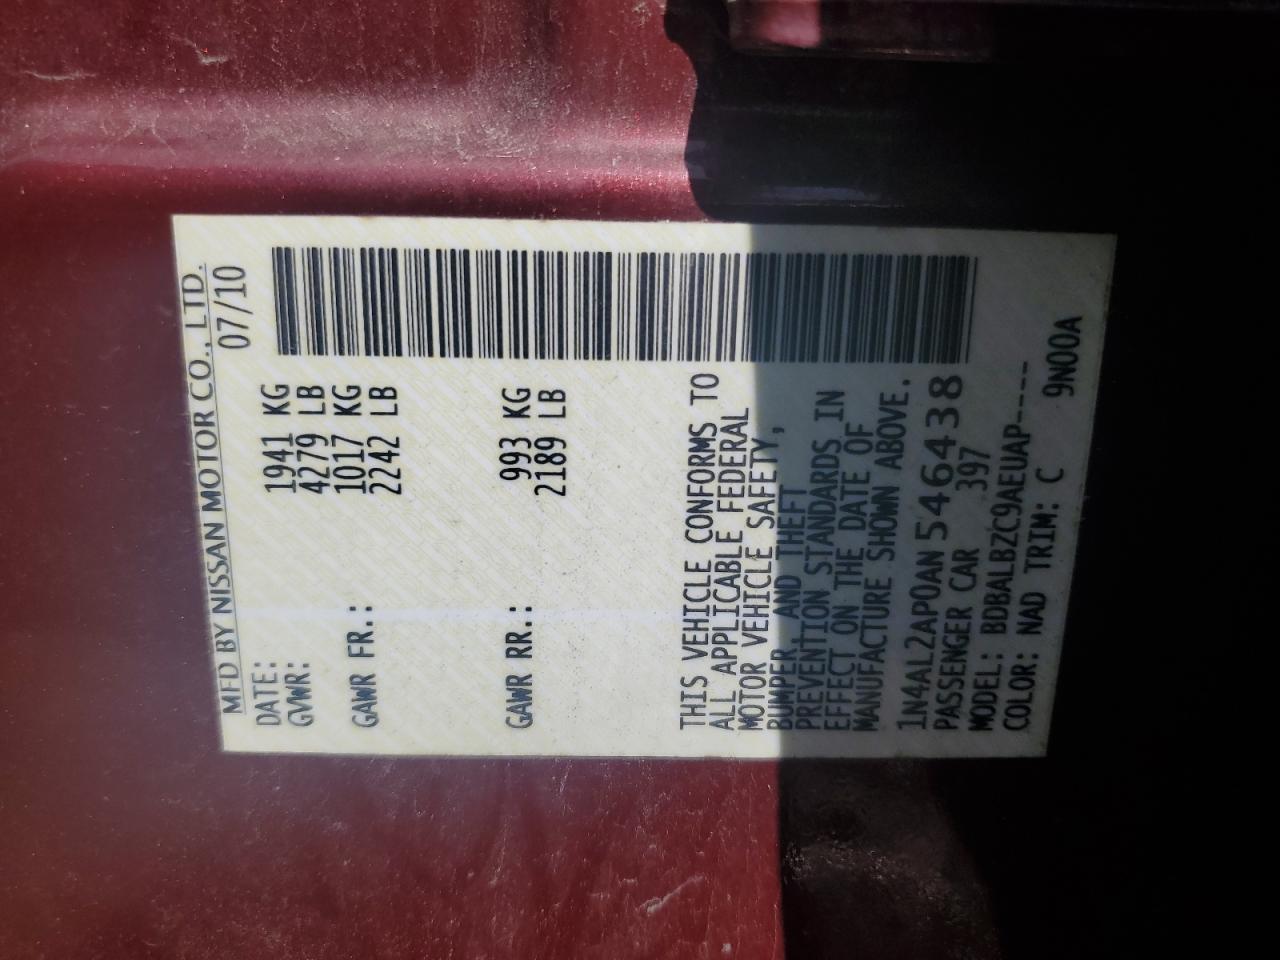 MFD BY NISSAN MOTOR CO., LTD.
DATE: 07/10
GVWR: 1941 KG
4279 LB
GAWR FR.: 1017 KG
2242 LB
GAWR RR.: 993 KG
2189 LB
THIS VEHICLE CONFORMS TO
ALL APPLICABLE FEDERAL
MOTOR VEHICLE SAFETY,
BUMPER AND THEFT
PREVENTION STANDARDS IN
EFFECT ON THE DATE OF
MANUFACTURE SHOWN ABOVE.
1N4AL2AP0AN546438
PASSENGER CAR 397
MODEL: BDBALBZC9AEUAP----
COLOR: NAD TRIM: C 9N00A